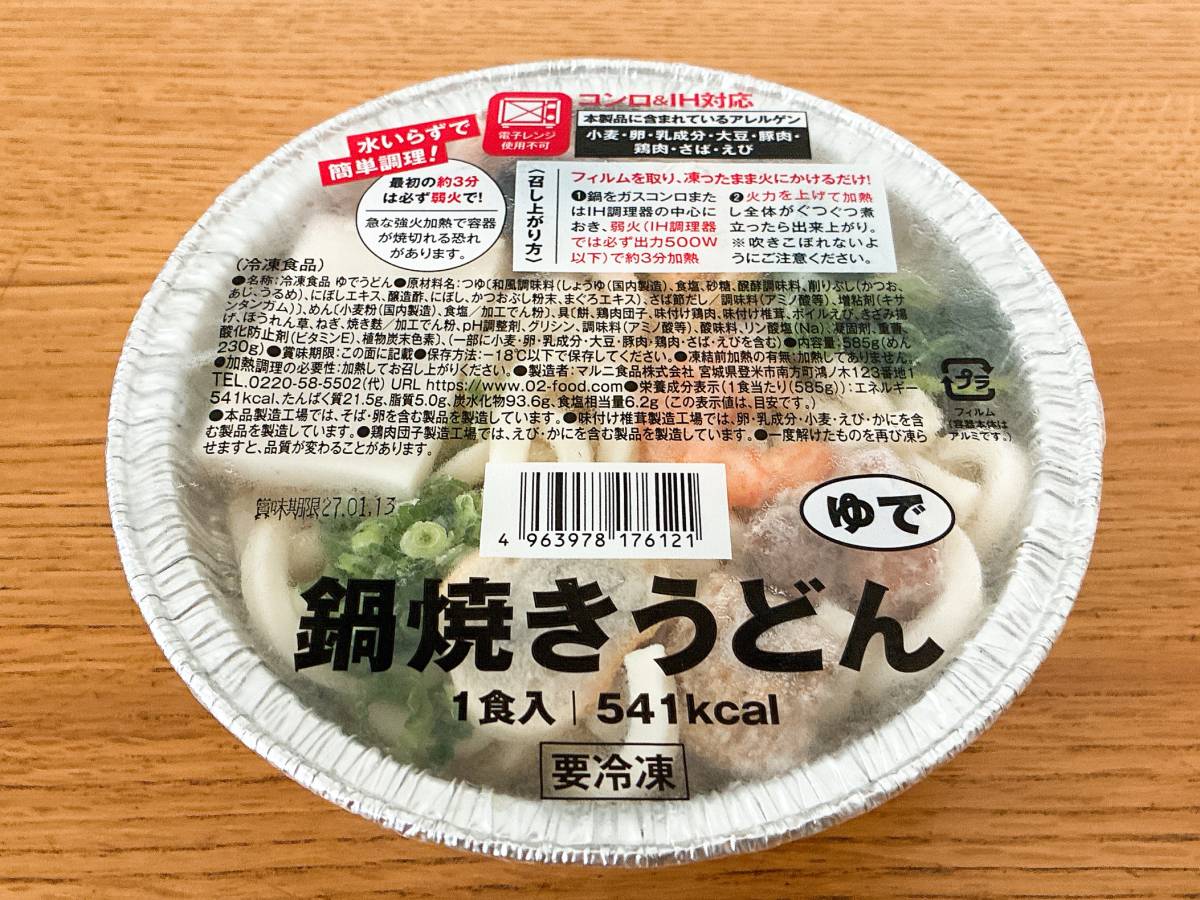 コンロ&IH対応
電子レンジ
使用不可
本製品に含まれているアレルゲン
小麦・卵・乳成分・大豆・豚肉・
鶏肉・さば・えび
水いらずで
簡単調理!
最初の約3分
は必ず弱火で!
急な強火加熱で容器
が焼切れる恐れ
があります。
〈召し上がり方〉
フィルムを取り、凍ったまま火にかけるだけ!
❶鍋をガスコンロまた
はIH調理器の中心に
おき、弱火(IH調理器
では必ず出力500W
以下)で約3分加熱
❷火力を上げて加熱
し全体がぐつぐつ煮
立ったら出来上がり。
※吹きこぼれないよ
うにご注意ください。
(冷凍食品)
●名称:冷凍食品 ゆでうどん●原材料名:つゆ〔和風調味料(しょうゆ(国内製造)、食塩、砂糖、醗酵調味料、削りぶし(かつお、
あじ、うるめ)、にぼしエキス、醸造酢、にぼし、かつおぶし粉末、まぐろエキス)、さば節だし/調味料(アミノ酸等)、増粘剤(キサ
ンタンガム)〕、めん(小麦粉(国内製造)、食塩/加工でん粉)、具〔餅、鶏肉団子、味付け鶏肉、味付け椎茸、ボイルえび、きざみ揚
げ、ほうれん草、ねぎ、焼き麩/加工でん粉、pH調整剤、グリシン、調味料(アミノ酸等)、酸味料、リン酸塩(Na)、凝固剤、重曹、
酸化防止剤(ビタミンE)、植物炭末色素〕、(一部に小麦・卵・乳成分・大豆・豚肉・鶏肉・さば・えびを含む)●内容量:585g(めん
230g)●賞味期限:この面に記載●保存方法:-18℃以下で保存してください。●凍結前加熱の有無:加熱してありません。
●加熱調理の必要性:加熱してお召し上がりください。●製造者:マルニ食品株式会社 宮城県登米市南方町鴻ノ木123番地1
TEL.0220-58-5502(代) URL https://www.02-food.com●栄養成分表示(1食当たり(585g)):エネルギー
541kcal、たんぱく質21.5g、脂質5.0g、炭水化物93.6g、食塩相当量6.2g(この表示値は、目安です。)
●本品製造工場では、そば・卵を含む製品を製造しています。●味付け椎茸製造工場では、卵・乳成分・小麦・えび・かにを含
む製品を製造しています。●鶏肉団子製造工場では、えび・かにを含む製品を製造しています。●一度解けたものを再び凍ら
せますと、品質が変わることがあります。
プラ
フィルム
(容器本体は
アルミです。)
賞味期限27.01.13
4 963978 176121
ゆで
鍋焼きうどん
1食入 | 541kcal
要冷凍